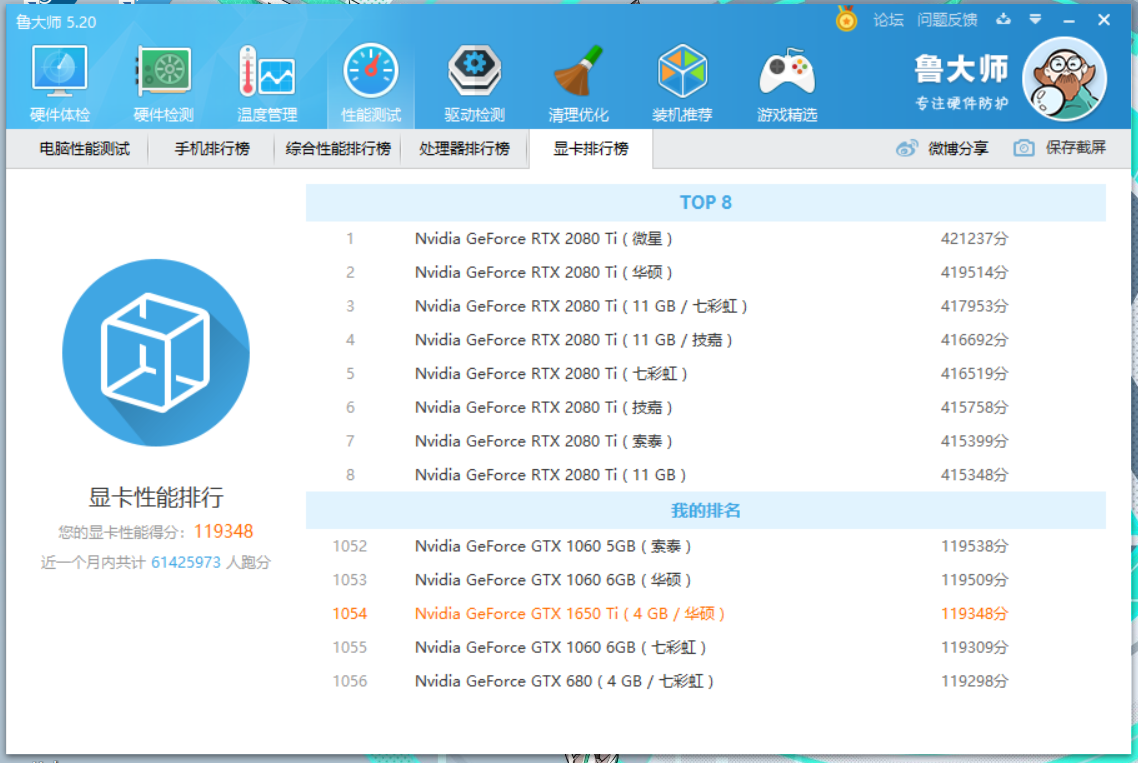 鲁大师 5.20
论坛 问题反馈
硬件体检 硬件检测 温度管理 性能测试 驱动检测 清理优化 装机推荐 游戏精选
鲁大师
专注硬件防护
电脑性能测试 手机排行榜 综合性能排行榜 处理器排行榜 显卡排行榜 微博分享 保存截屏
TOP 8
1 Nvidia GeForce RTX 2080 Ti ( 微星 ) 421237分
2 Nvidia GeForce RTX 2080 Ti ( 华硕 ) 419514分
3 Nvidia GeForce RTX 2080 Ti ( 11 GB / 七彩虹 ) 417953分
4 Nvidia GeForce RTX 2080 Ti ( 11 GB / 技嘉 ) 416692分
5 Nvidia GeForce RTX 2080 Ti ( 七彩虹 ) 416519分
6 Nvidia GeForce RTX 2080 Ti ( 技嘉 ) 415758分
7 Nvidia GeForce RTX 2080 Ti ( 索泰 ) 415399分
8 Nvidia GeForce RTX 2080 Ti ( 11 GB ) 415348分
显卡性能排行
您的显卡性能得分：119348
近一个月内共计 61425973 人跑分
我的排名
1052 Nvidia GeForce GTX 1060 5GB ( 索泰 ) 119538分
1053 Nvidia GeForce GTX 1060 6GB ( 华硕 ) 119509分
1054 Nvidia GeForce GTX 1650 Ti ( 4 GB / 华硕 ) 119348分
1055 Nvidia GeForce GTX 1060 6GB ( 七彩虹 ) 119309分
1056 Nvidia GeForce GTX 680 ( 4 GB / 七彩虹 ) 119298分